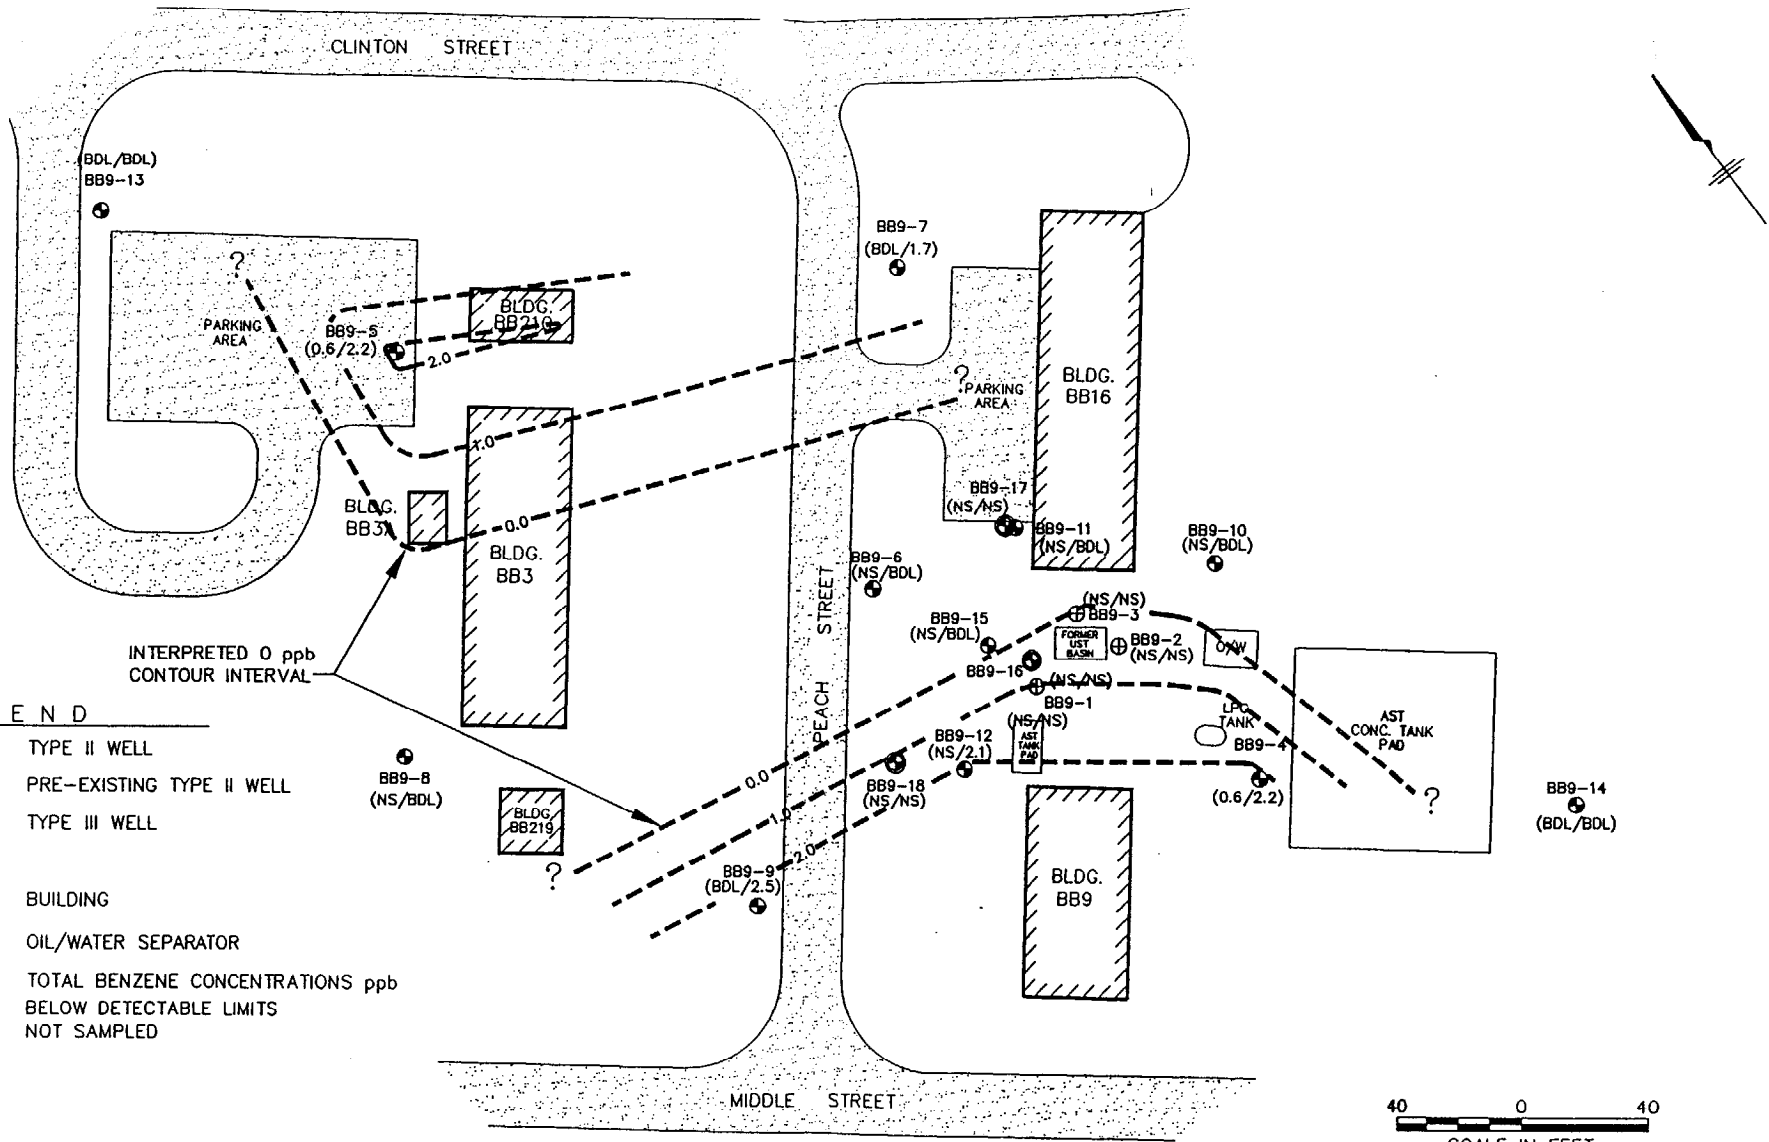 CLINTON STREET
(BDL/BDL)
BB9-13
BB9-7
(BDL/1.7)
?
PARKING
AREA
BB9-5
(0.6/2.2)
2.0
BLDG.
BB210
?
PARKING
AREA
BLDG.
BB16
1.0
BLDG.
BB3
0.0
BLDG.
BB3
BB9-17
(NS/NS)
BB9-11
(NS/BDL)
BB9-10
(NS/BDL)
BB9-6
(NS/BDL)
PEACH STREET
(NS/NS)
BB9-3
BB9-15
(NS/BDL)
FORMER
UST
BASIN
BB9-2
(NS/NS)
O/W
BB9-16
(NS/NS)
BB9-1
(NS/NS)
INTERPRETED 0 ppb
CONTOUR INTERVAL
LPG
TANK
AST
CONC. TANK
PAD
BB9-12
(NS/2.1)
AST
TANK
PAD
BB9-4
(0.6/2.2)
E N D
TYPE II WELL
PRE-EXISTING TYPE II WELL
TYPE III WELL
BB9-8
(NS/BDL)
0.0
BB9-18
(NS/NS)
?
BB9-14
(BDL/BDL)
BLDG
BB219
1.0
2.0
?
BB9-9
(BDL/2.5)
BLDG.
BB9
BUILDING
OIL/WATER SEPARATOR
TOTAL BENZENE CONCENTRATIONS ppb
BELOW DETECTABLE LIMITS
NOT SAMPLED
MIDDLE STREET
40 0 40
SCALE IN FEET